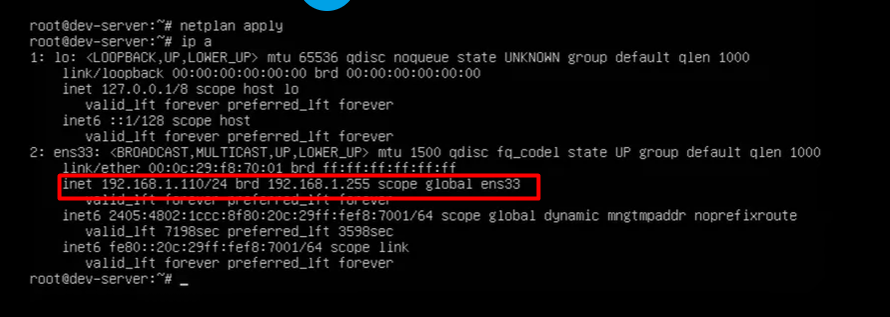 root@dev-server:~# netplan apply
root@dev-server:~# ip a
1: lo: <LOOPBACK,UP,LOWER_UP> mtu 65536 qdisc noqueue state UNKNOWN group default qlen 1000
link/loopback 00:00:00:00:00:00 brd 00:00:00:00:00:00
inet 127.0.0.1/8 scope host lo
valid_lft forever preferred_lft forever
inet6 ::1/128 scope host
valid_lft forever preferred_lft forever
2: ens33: <BROADCAST,MULTICAST,UP,LOWER_UP> mtu 1500 qdisc fq_codel state UP group default qlen 1000
link/ether 00:0c:29:f8:70:01 brd ff:ff:ff:ff:ff:ff
inet 192.168.1.110/24 brd 192.168.1.255 scope global ens33
valid_lft forever preferred_lft forever
inet6 2405:4802:1ccc:8f80:20c:29ff:fef8:7001/64 scope global dynamic mngtmpaddr noprefixroute
valid_lft 7198sec preferred_lft 3598sec
inet6 fe80::20c:29ff:fef8:7001/64 scope link
valid_lft forever preferred_lft forever
root@dev-server:~# _